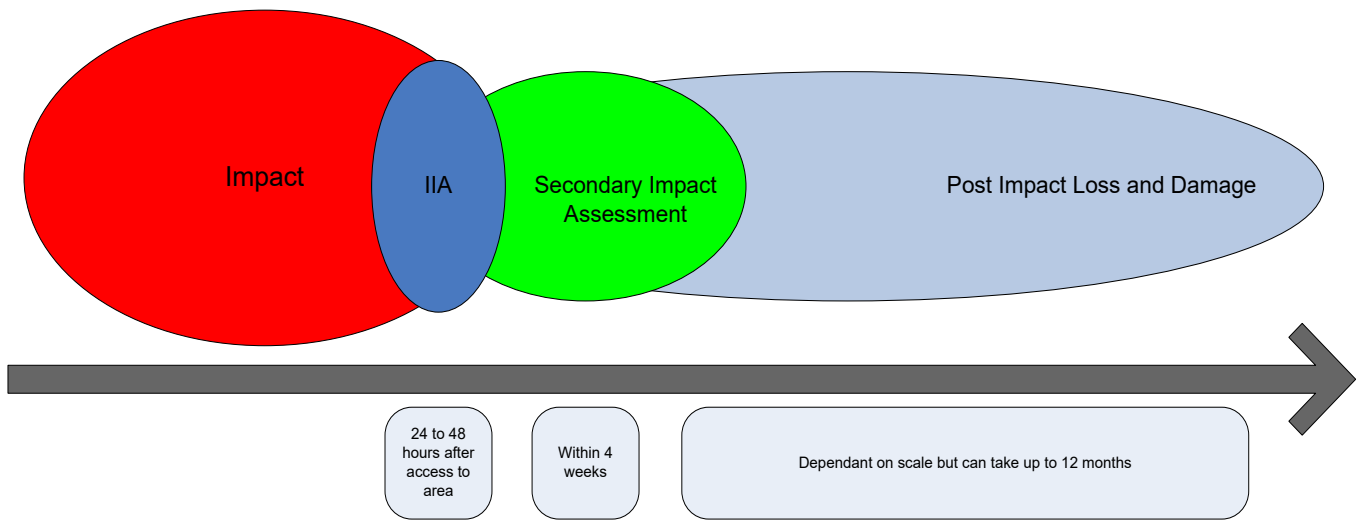 Impact
IIA
Secondary Impact
Assessment
Post Impact Loss and Damage
24 to 48
hours after
access to
area
Within 4
weeks
Dependant on scale but can take up to 12 months